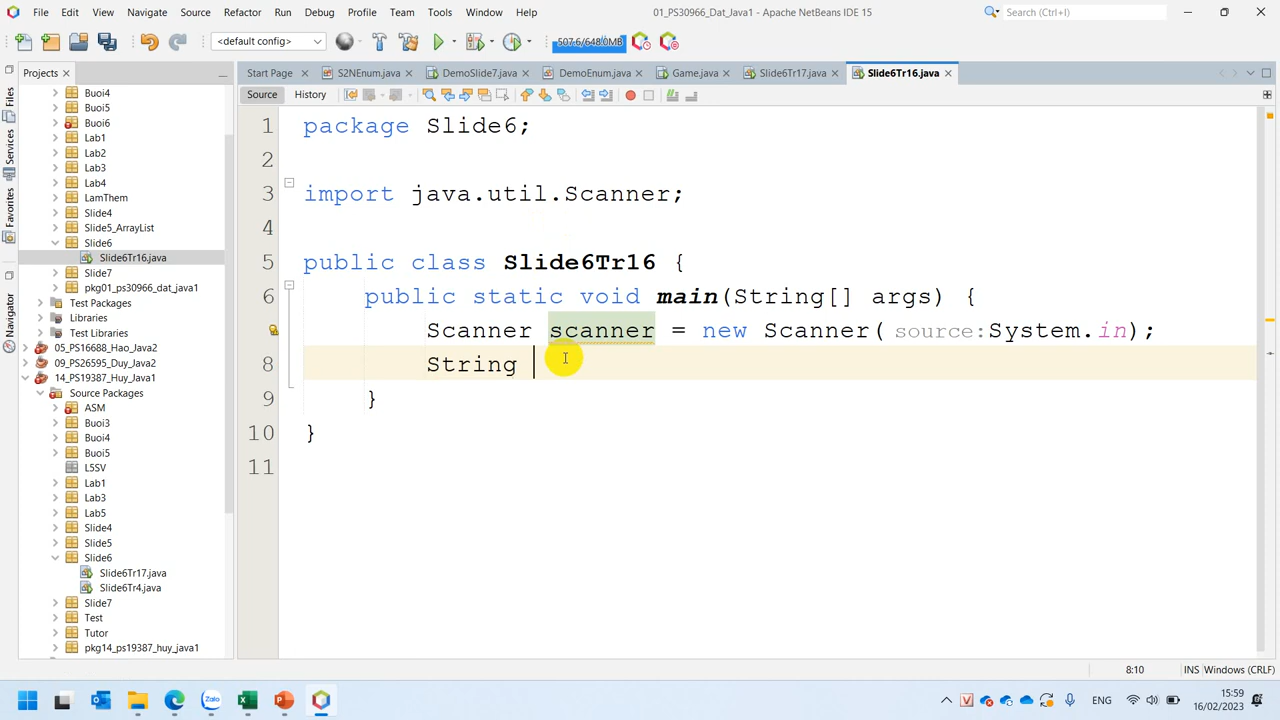 File Edit View Navigate Source Refactor Run Debug Profile Team Tools Window Help
01_PS30966_Dat_Java1 - Apache NetBeans IDE 15
Search (Ctrl+I)
<default config>
507.6/648.0MB
Projects
Start Page
S2NEnum.java
DemoSlide7.java
DemoEnum.java
Game.java
Slide6Tr17.java
Slide6Tr16.java
Source History
Files
Services
Favorites
Navigator
Buoi4
Buoi5
Buoi6
Lab1
Lab2
Lab3
Lab4
LamThem
Slide4
Slide5_ArrayList
Slide6
Slide6Tr16.java
Slide7
pkg01_ps30966_dat_java1
Test Packages
Libraries
Test Libraries
05_PS16688_Hao_Java2
09_PS26595_Duy_Java2
14_PS19387_Huy_Java1
Source Packages
ASM
Buoi3
Buoi4
Buoi5
L5SV
Lab1
Lab3
Lab5
Slide4
Slide5
Slide6
Slide6Tr17.java
Slide6Tr4.java
Slide7
Test
Tutor
pkg14_ps19387_huy_java1
1 package Slide6;
2
3 import java.util.Scanner;
4
5 public class Slide6Tr16 {
6 public static void main(String[] args) {
Scanner scanner = new Scanner( source:System.in);
8 String
9 }
10 }
11
8:10
INS
Windows (CRLF)
Zalo
ENG
15:59
16/02/2023